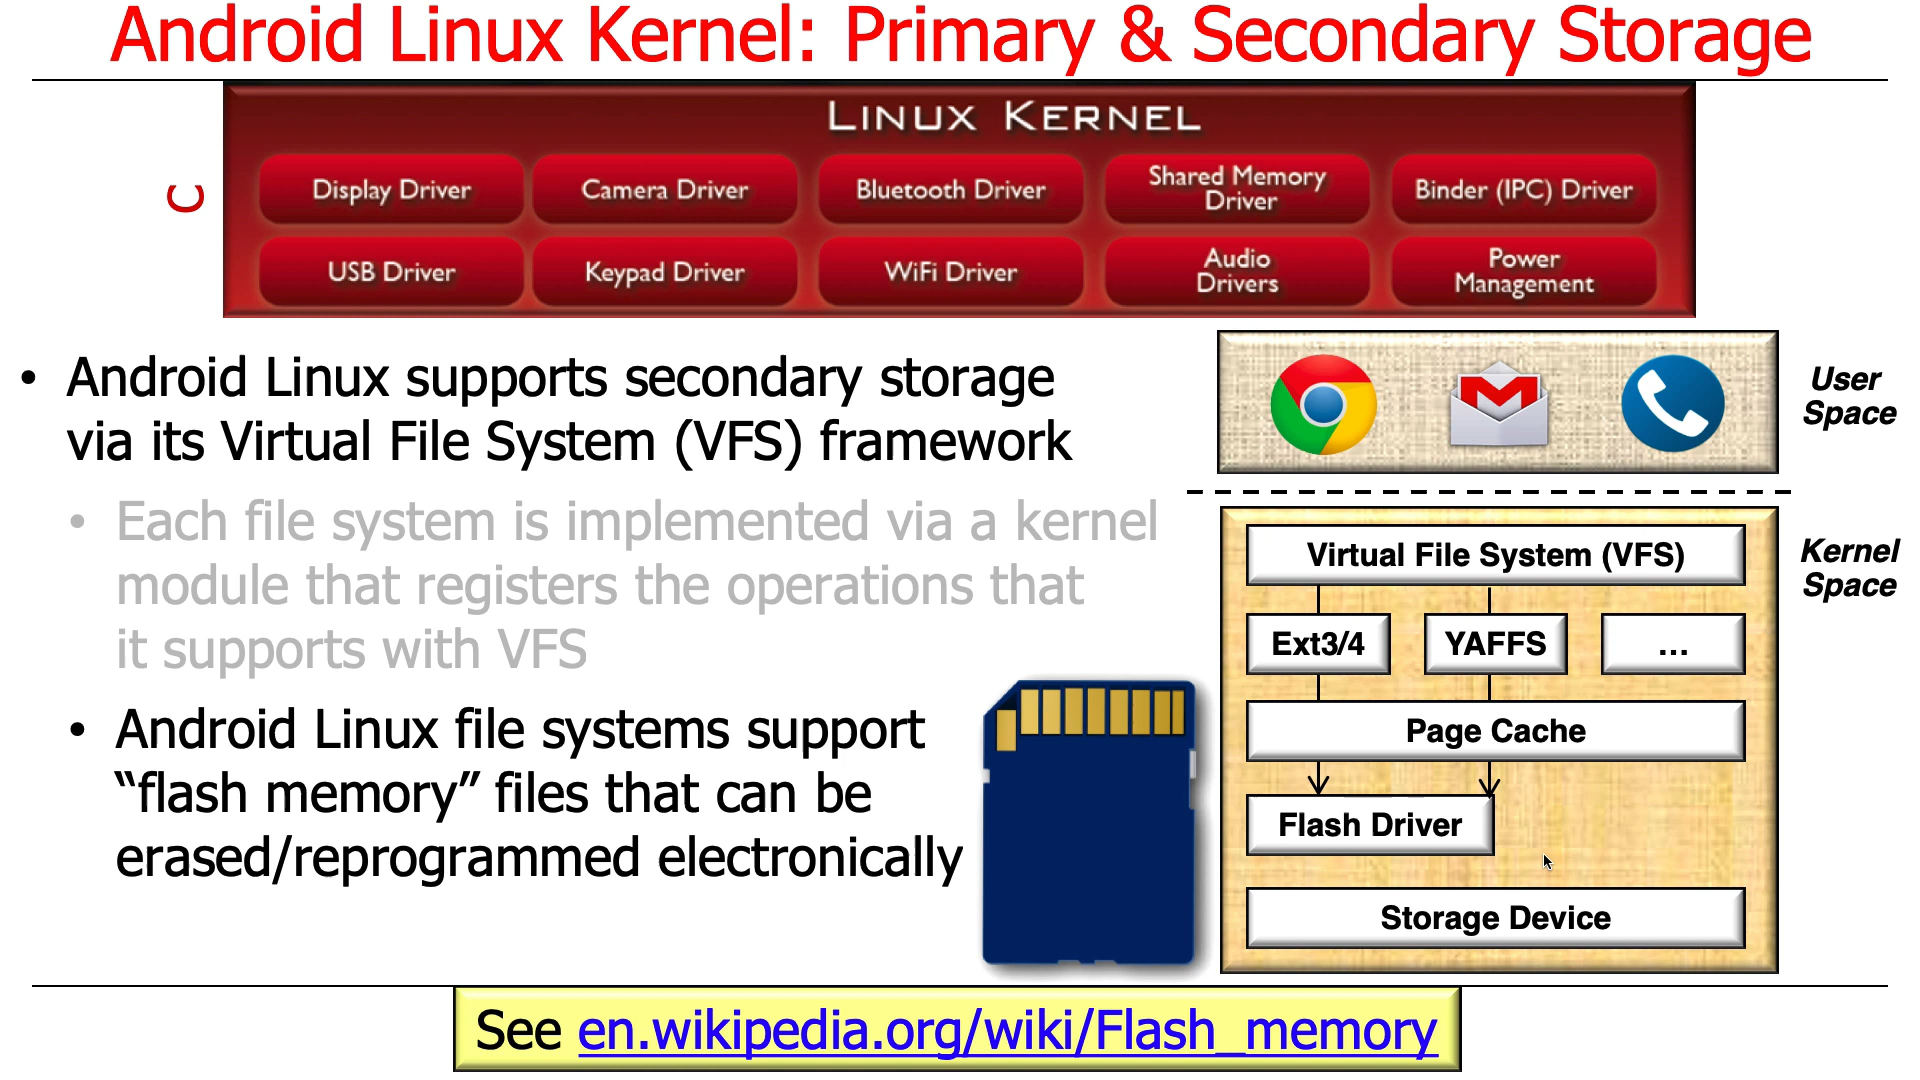 Android Linux Kernel: Primary & Secondary Storage
LINUX KERNEL
C
Display Driver
Camera Driver
Bluetooth Driver
Shared Memory
Driver
Binder (IPC) Driver
USB Driver
Keypad Driver
WiFi Driver
Audio
Drivers
Power
Management
• Android Linux supports secondary storage
via its Virtual File System (VFS) framework
• Each file system is implemented via a kernel
module that registers the operations that
it supports with VFS
• Android Linux file systems support
“flash memory” files that can be
erased/reprogrammed electronically
User
Space
Kernel
Space
Virtual File System (VFS)
Ext3/4
YAFFS
...
Page Cache
Flash Driver
Storage Device
See en.wikipedia.org/wiki/Flash_memory